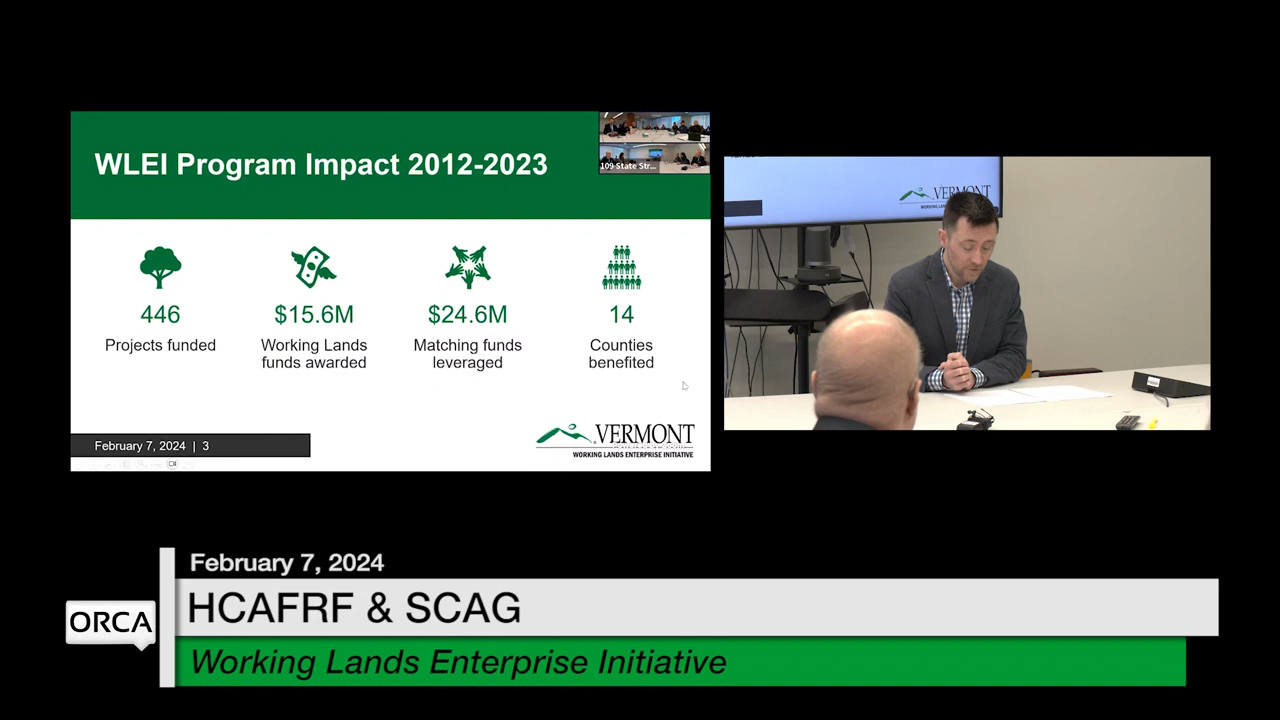 WLEI Program Impact 2012-2023
109 State Str...
446
Projects funded
$15.6M
Working Lands
funds awarded
$24.6M
Matching funds
leveraged
14
Counties
benefited
February 7, 2024 | 3
VERMONT
WORKING LANDS ENTERPRISE INITIATIVE
VERMONT
February 7, 2024
HCAFRF & SCAG
ORCA
Working Lands Enterprise Initiative